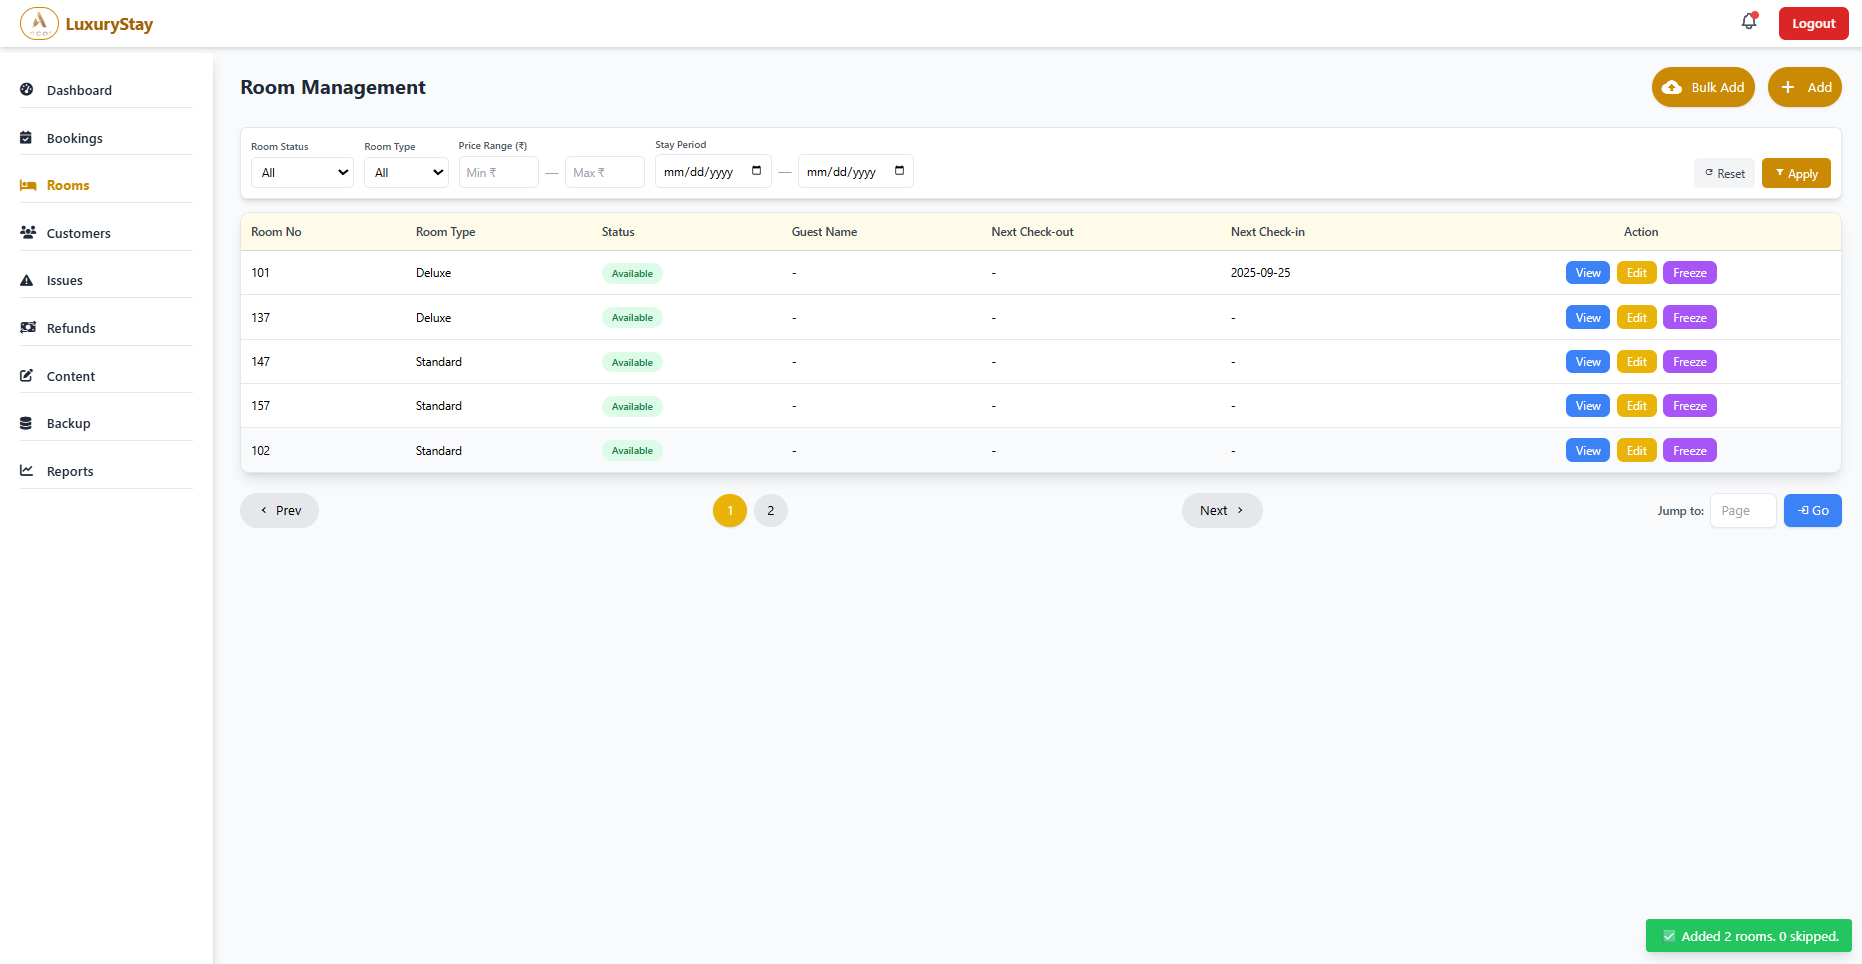 LuxuryStay
Logout
Dashboard
Bookings
Rooms
Customers
Issues
Refunds
Content
Backup
Reports
Room Management
Bulk Add
Add
Room Status
Room Type
Price Range (₹)
Stay Period
All
All
Min ₹ — Max ₹
mm/dd/yyyy — mm/dd/yyyy
Reset
Apply
Room No Room Type Status Guest Name Next Check-out Next Check-in Action
101 Deluxe Available - - 2025-09-25 View Edit Freeze
137 Deluxe Available - - - View Edit Freeze
147 Standard Available - - - View Edit Freeze
157 Standard Available - - - View Edit Freeze
102 Standard Available - - - View Edit Freeze
Prev 1 2 Next Jump to: Page Go
Added 2 rooms. 0 skipped.